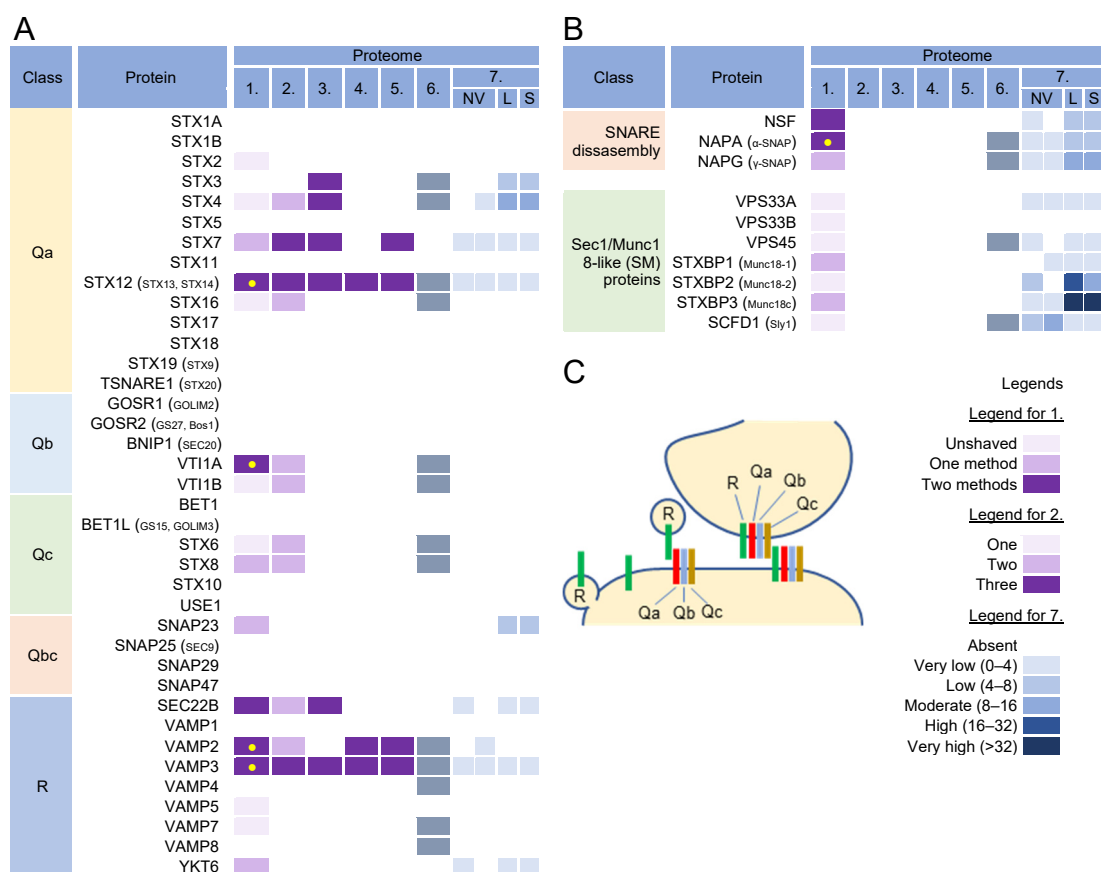 A
Class
Protein
Proteome
1.
2.
3.
4.
5.
6.
7.
NV
L
S
Qa
STX1A
STX1B
STX2
STX3
STX4
STX5
STX7
STX11
STX12 (STX13, STX14)
STX16
STX17
STX18
STX19 (STX9)
TSNARE1 (STX20)
Qb
GOSR1 (GOLIM2)
GOSR2 (GS27, Bos1)
BNIP1 (SEC20)
VTI1A
VTI1B
Qc
BET1
BET1L (GS15, GOLIM3)
STX6
STX8
STX10
USE1
Qbc
SNAP23
SNAP25 (SEC9)
SNAP29
SNAP47
R
SEC22B
VAMP1
VAMP2
VAMP3
VAMP4
VAMP5
VAMP7
VAMP8
YKT6
B
Class
Protein
Proteome
1.
2.
3.
4.
5.
6.
7.
NV
L
S
SNARE
dissasembly
NSF
NAPA (α-SNAP)
NAPG (γ-SNAP)
Sec1/Munc1
8-like (SM)
proteins
VPS33A
VPS33B
VPS45
STXBP1 (Munc18-1)
STXBP2 (Munc18-2)
STXBP3 (Munc18c)
SCFD1 (Sly1)
C
R
Qa
Qb
Qc
R
R
Qa
Qb
Qc
Legends
Legend for 1.
Unshaved
One method
Two methods
Legend for 2.
One
Two
Three
Legend for 7.
Absent
Very low (0–4)
Low (4–8)
Moderate (8–16
High (16–32)
Very high (>32)